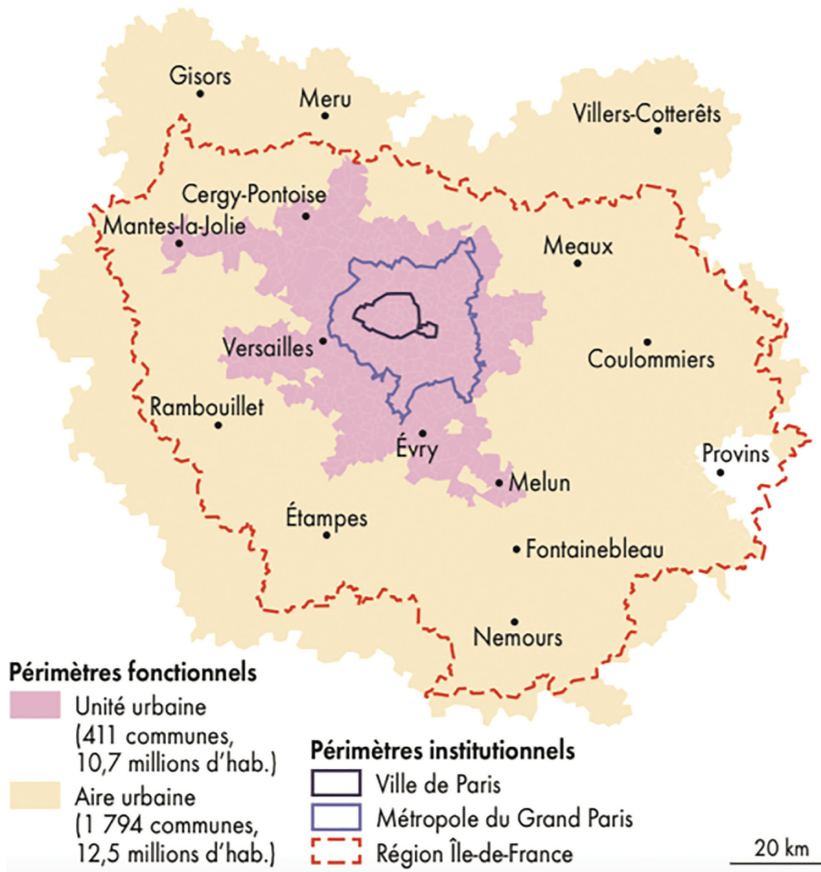 Gisors
Meru
Villers-Cotterêts
Cergy-Pontoise
Mantes-la-Jolie
Meaux
Versailles
Coulommiers
Rambouillet
Évry
Provins
Melun
Étampes
Fontainebleau
Nemours
Périmètres fonctionnels
Unité urbaine
(411 communes,
10,7 millions d’hab.)
Aire urbaine
(1 794 communes,
12,5 millions d’hab.)
Périmètres institutionnels
Ville de Paris
Métropole du Grand Paris
Région Île-de-France
20 km